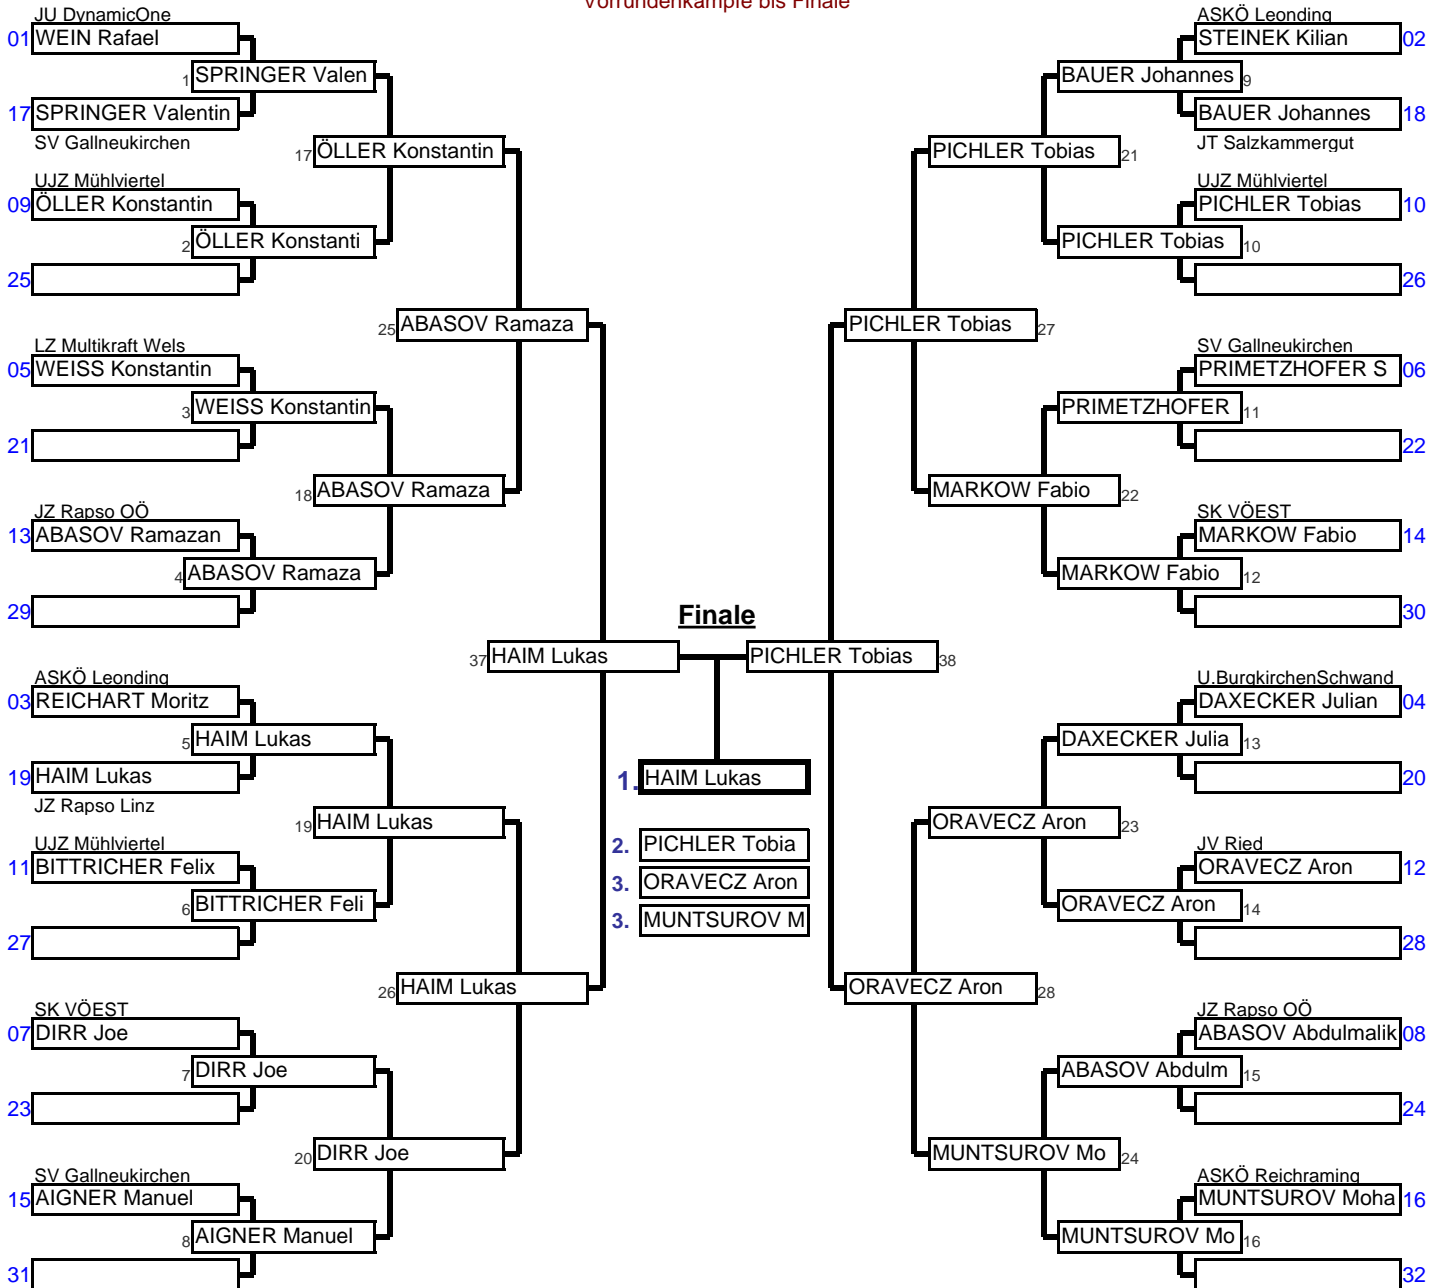 Vorrundenkämpfe bis Finale
JU DynamicOne
01 WEIN Rafael
1 SPRINGER Valen
17 SPRINGER Valentin
SV Gallneukirchen
17 ÖLLER Konstantin
UJZ Mühlviertel
09 ÖLLER Konstantin
2 ÖLLER Konstanti
25
25 ABASOV Ramaza
LZ Multikraft Wels
05 WEISS Konstantin
3 WEISS Konstantin
21
18 ABASOV Ramaza
JZ Rapso OÖ
13 ABASOV Ramazan
4 ABASOV Ramaza
29
37 HAIM Lukas
ASKÖ Leonding
03 REICHART Moritz
5 HAIM Lukas
19 HAIM Lukas
JZ Rapso Linz
19 HAIM Lukas
UJZ Mühlviertel
11 BITTRICHER Felix
6 BITTRICHER Feli
27
26 HAIM Lukas
SK VÖEST
07 DIRR Joe
7 DIRR Joe
23
20 DIRR Joe
SV Gallneukirchen
15 AIGNER Manuel
8 AIGNER Manuel
31
Finale
1. HAIM Lukas
2. PICHLER Tobia
3. ORAVECZ Aron
3. MUNTSUROV M
ASKÖ Leonding
STEINEK Kilian 02
BAUER Johannes 9
BAUER Johannes 18
JT Salzkammergut
PICHLER Tobias 21
UJZ Mühlviertel
PICHLER Tobias 10
PICHLER Tobias 10
26
PICHLER Tobias 27
SV Gallneukirchen
PRIMETZHOFER S 06
PRIMETZHOFER 11
22
MARKOW Fabio 22
SK VÖEST
MARKOW Fabio 14
MARKOW Fabio 12
30
PICHLER Tobias 38
U.BurgkirchenSchwand
DAXECKER Julian 04
DAXECKER Julia 13
20
ORAVECZ Aron 23
JV Ried
ORAVECZ Aron 12
ORAVECZ Aron 14
28
ORAVECZ Aron 28
JZ Rapso OÖ
ABASOV Abdulmalik 08
ABASOV Abdulm 15
24
MUNTSUROV Mo 24
ASKÖ Reichraming
MUNTSUROV Moha 16
MUNTSUROV Mo 16
32